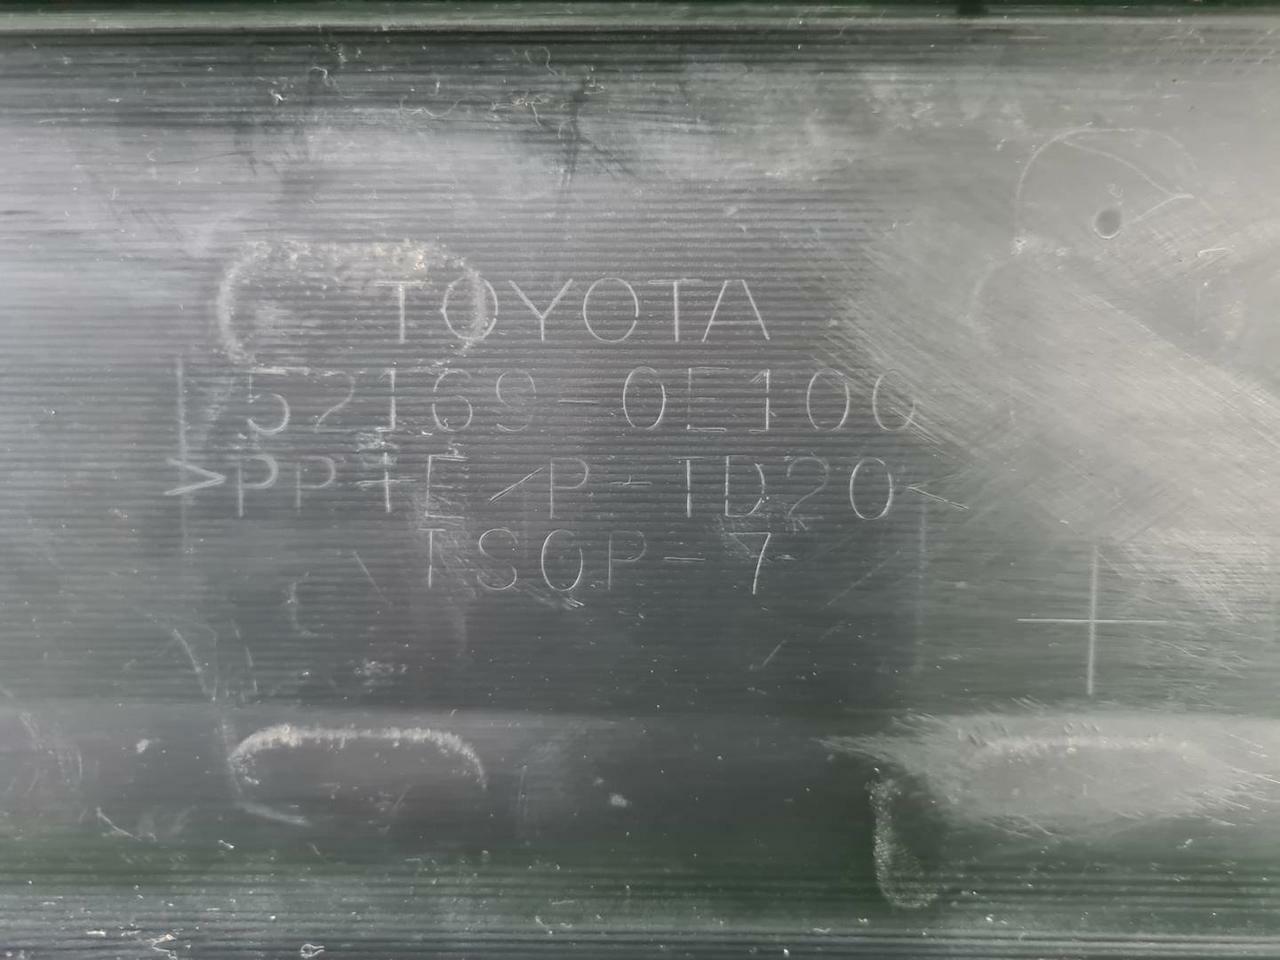 TOYOTA
52169-0E100
>PP+E/P-TD20<
TSOP-7